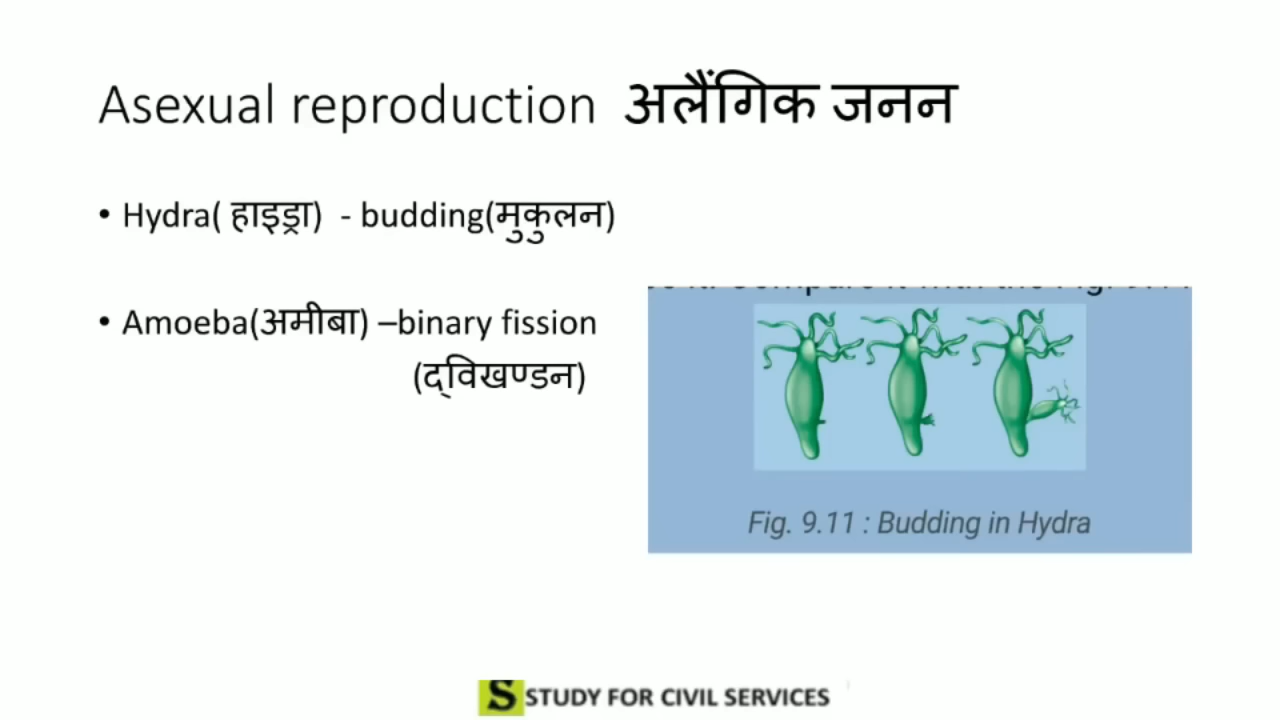 Asexual reproduction अलैंगिक जनन
• Hydra( हाइड्रा) - budding(मुकुलन)
• Amoeba(अमीबा) –binary fission
(द्विखण्डन)
Fig. 9.11 : Budding in Hydra
S STUDY FOR CIVIL SERVICES